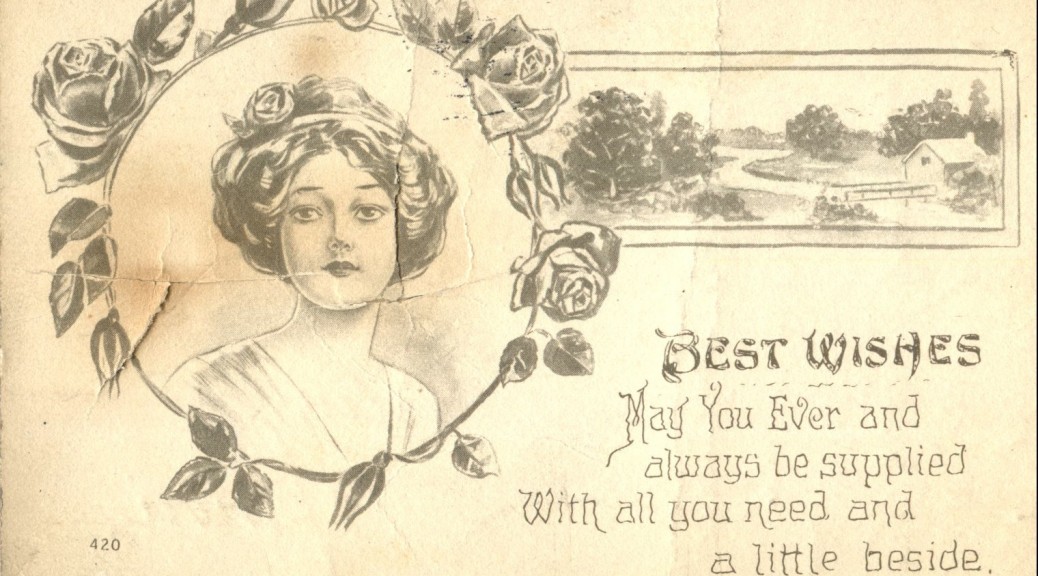 BEST WISHES
May You Ever and
always be supplied
With all you need and
a little beside.
420